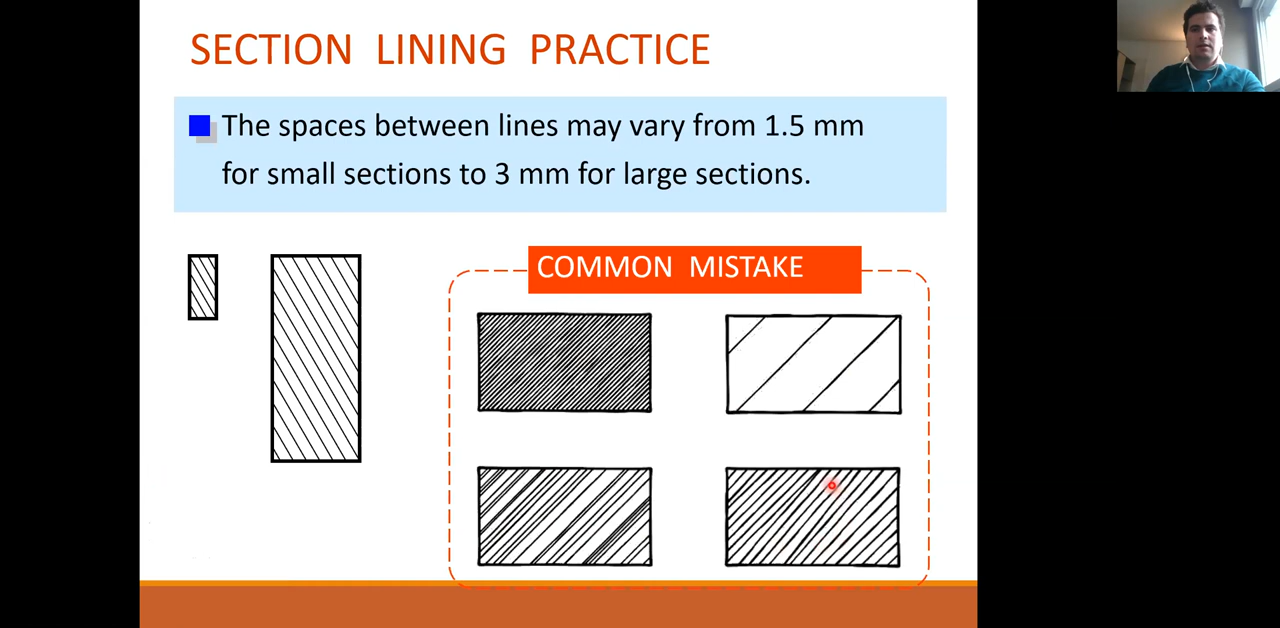 SECTION LINING PRACTICE
The spaces between lines may vary from 1.5 mm
for small sections to 3 mm for large sections.
COMMON MISTAKE